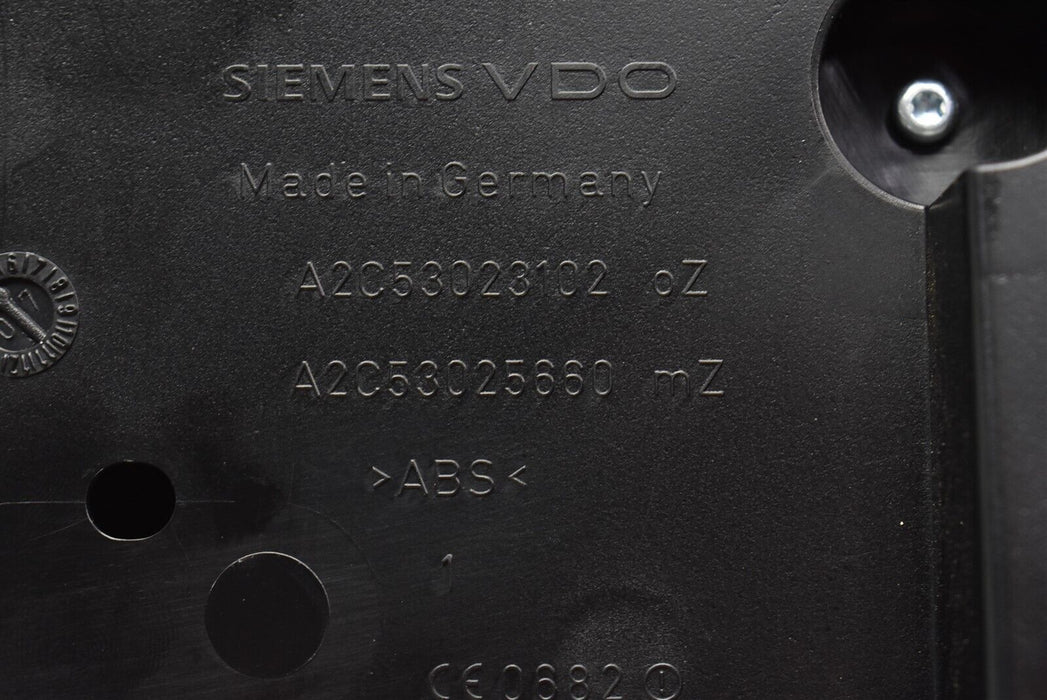 SIEMENS VDO
Made in Germany
A2C53023102 oZ
A2C53025660 mZ
>ABS<
1
CE 0682 !